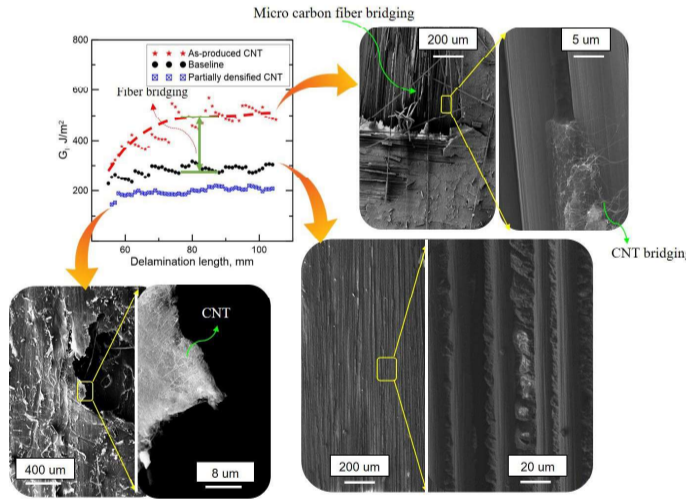 Micro carbon fiber bridging
As-produced CNT
Baseline
Partially densified CNT
Fiber bridging
800
600
400
200
G_I J/m²
60
80
100
120
Delamination length, mm
200 um
5 um
CNT bridging
CNT
400 um
8 um
200 um
20 um